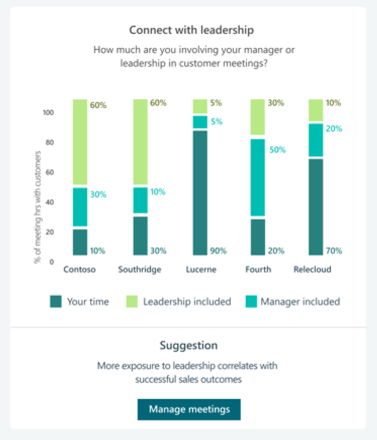 Connect with leadership
How much are you involving your manager or
leadership in customer meetings?
% of meeting hrs with customers
100
80
60
40
20
0
60%
30%
10%
60%
10%
30%
5%
5%
90%
30%
50%
20%
10%
20%
70%
Contoso Southridge Lucerne Fourth Relecloud
Your time Leadership included Manager included
Suggestion
More exposure to leadership correlates with
successful sales outcomes
Manage meetings